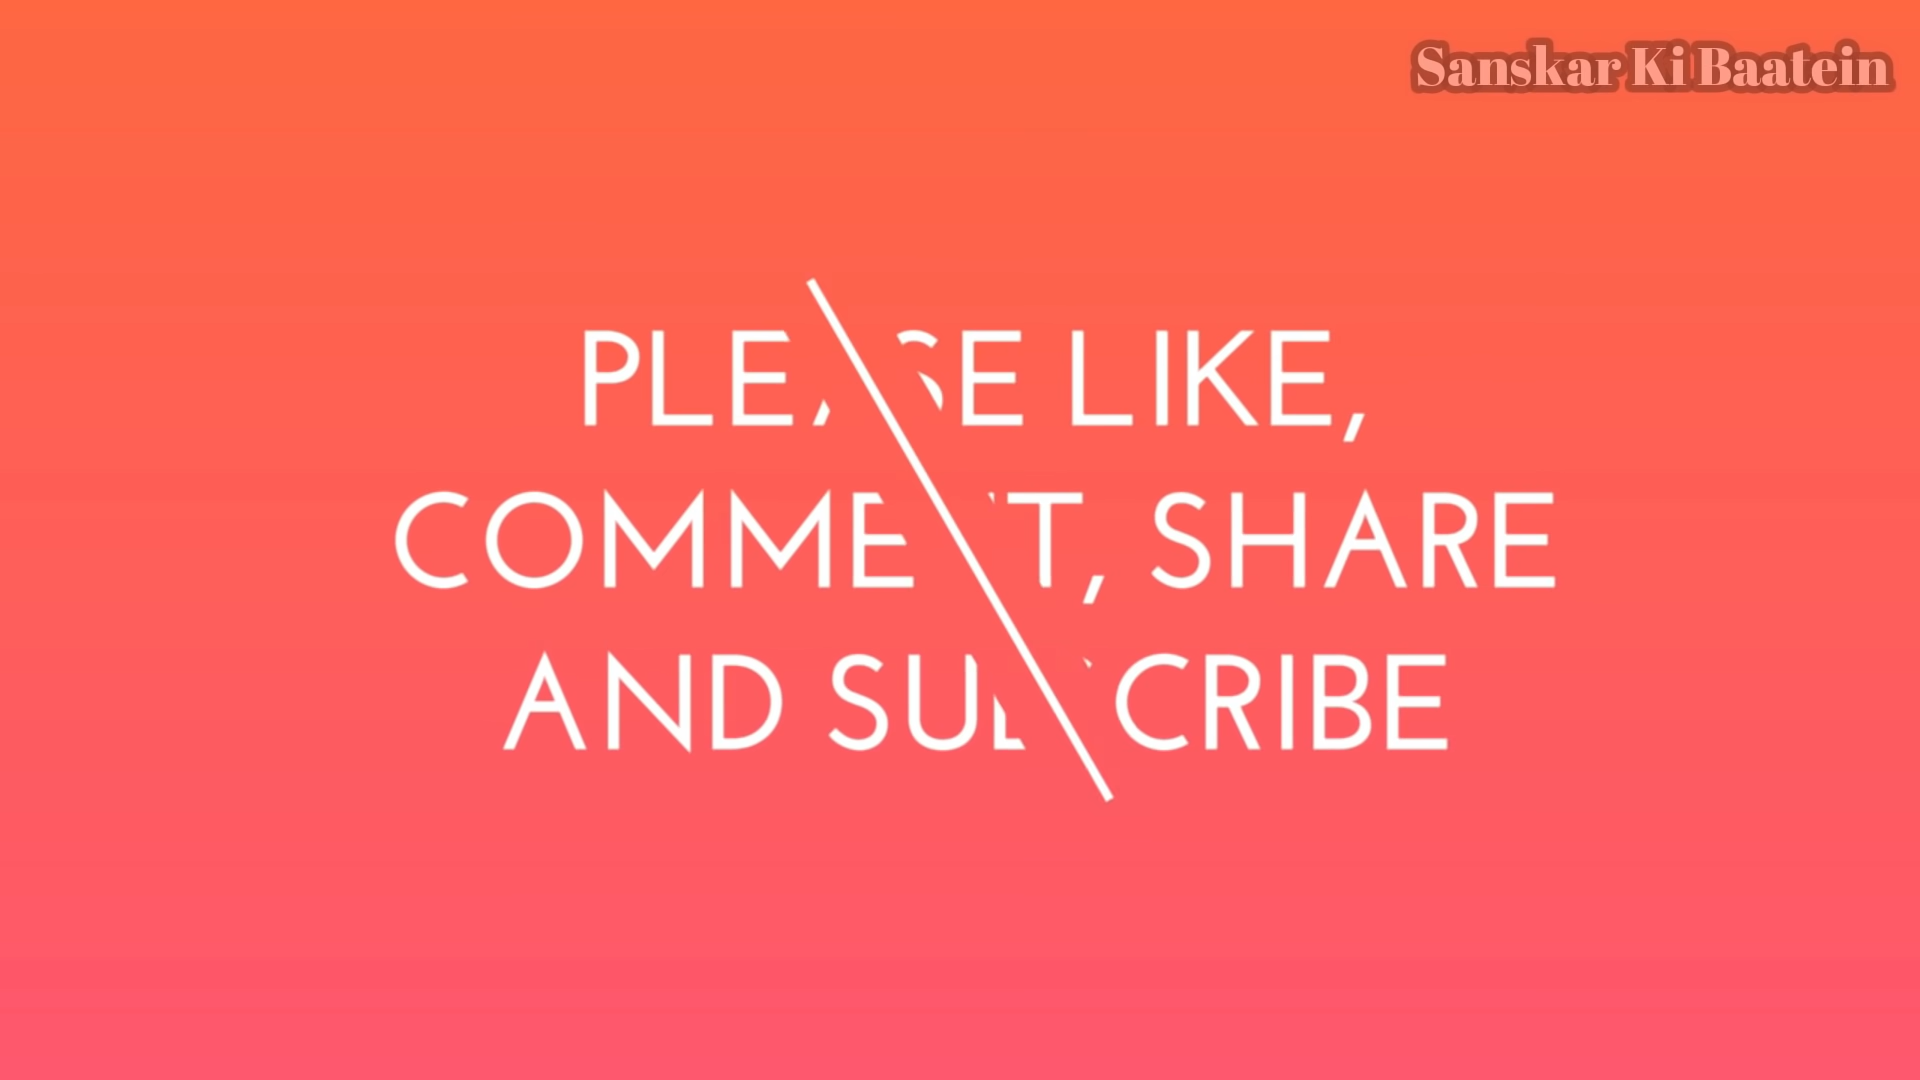 Sanskar Ki Baatein
PLEASE LIKE,
COMMENT, SHARE
AND SUBSCRIBE